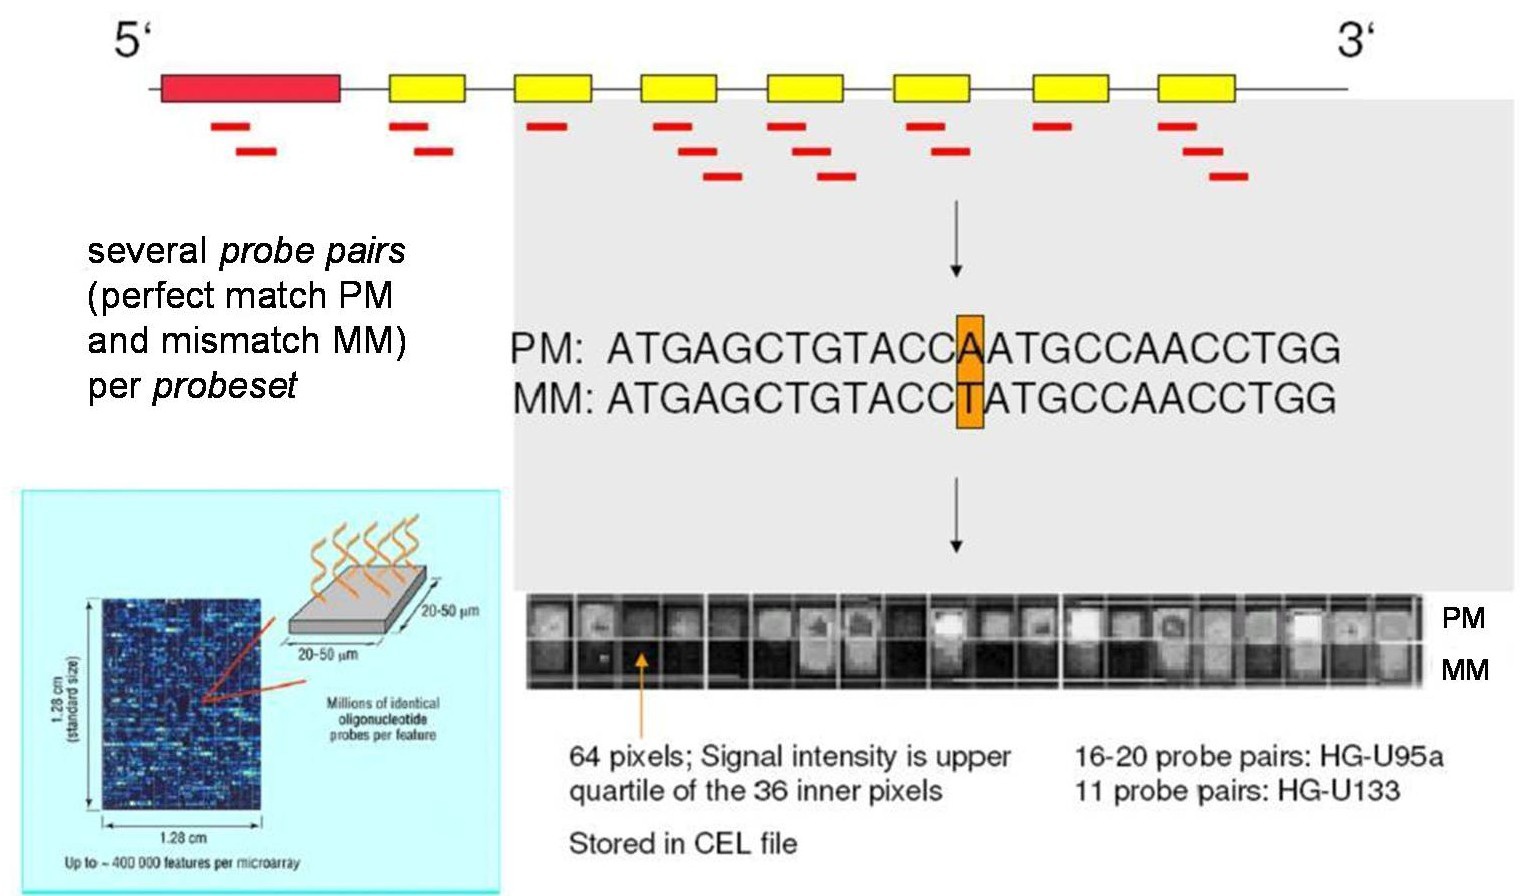 5‘
3‘
several probe pairs
(perfect match PM
and mismatch MM)
per probeset
PM: ATGAGCTGTACCAATGCCAACCTGG
MM: ATGAGCTGTACCTATGCCAACCTGG
PM
MM
64 pixels; Signal intensity is upper
quartile of the 36 inner pixels
Stored in CEL file
16-20 probe pairs: HG-U95a
11 probe pairs: HG-U133
20-50 µm
20-50 µm
1.28 cm
(standard size)
Millions of identical
oligonucleotide
probes per feature
1.28 cm
Up to ~ 400 000 features per microarray